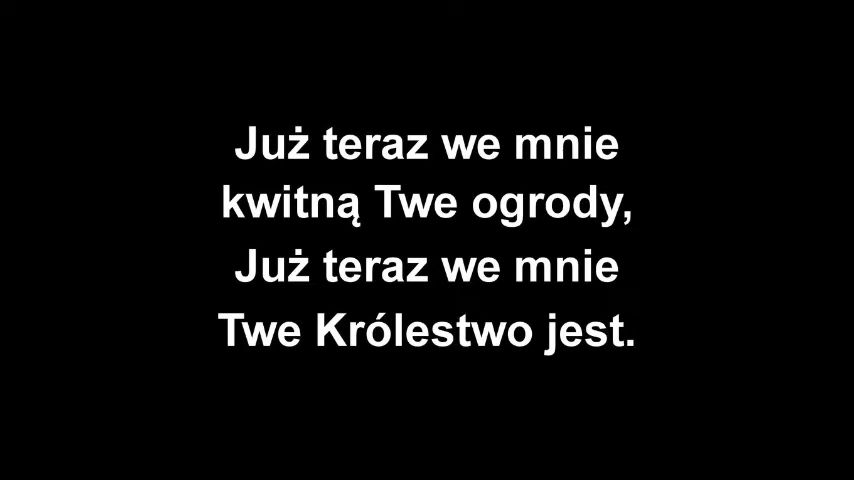 Już teraz we mnie
kwitną Twe ogrody,
Już teraz we mnie
Twe Królestwo jest.